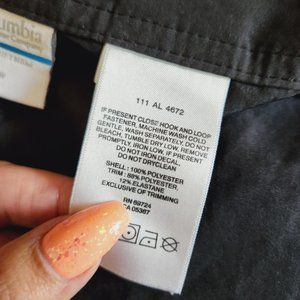 umbia
111 AL 4672
IF PRESENT CLOSE HOOK AND LOOP
FASTENER, MACHINE WASH COLD
GENTLE, WASH SEPARATELY, DO NOT
BLEACH, TUMBLE DRY LOW, REMOVE
PROMPTLY, IRON LOW, IF PRESENT
DO NOT IRON DECAL,
DO NOT DRYCLEAN
SHELL : 100% POLYESTER
TRIM : 88% POLYESTER,
12% ELASTANE
EXCLUSIVE OF TRIMMING
RN 69724
CA 05367